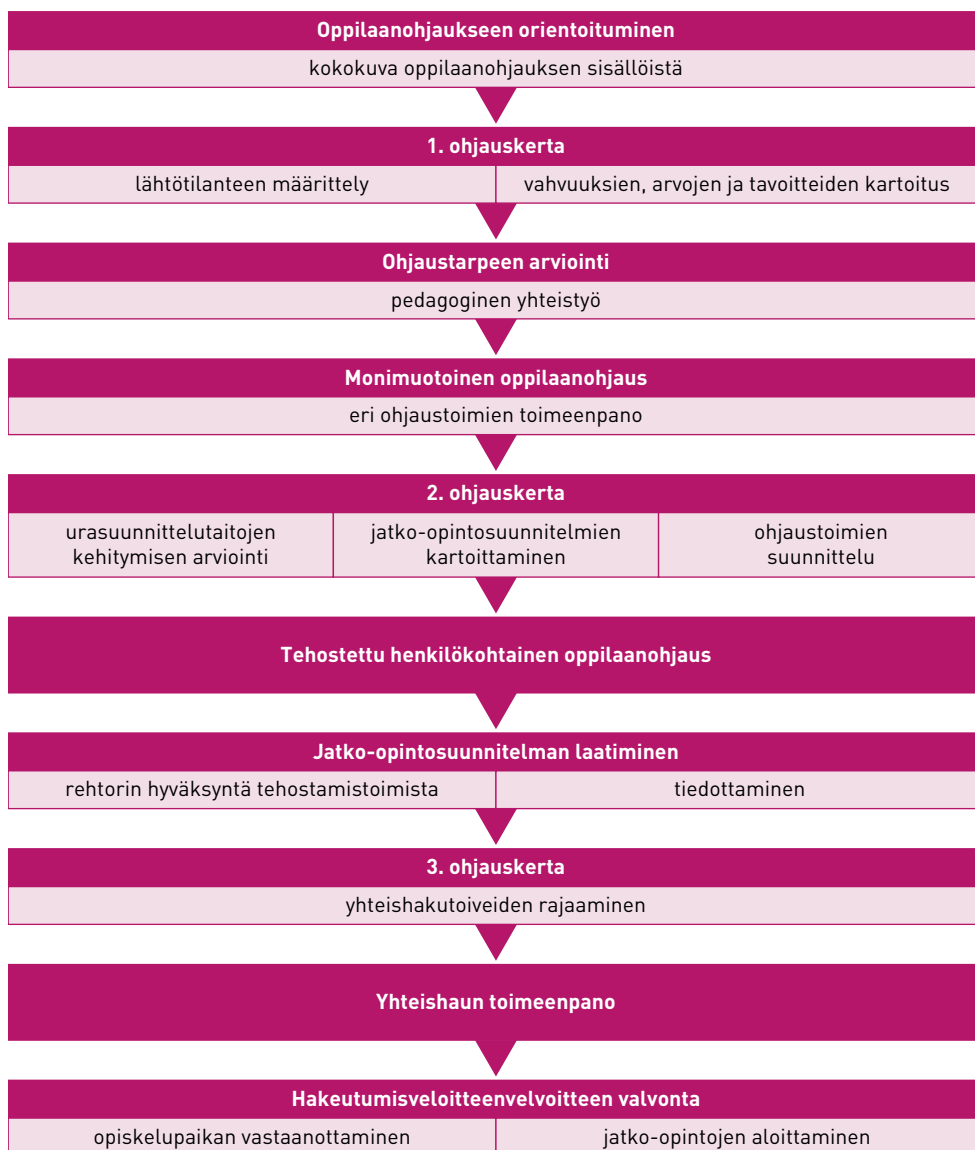 Oppilaanohjaukseen orientoituminen
kokokuva oppilaanohjauksen sisällöistä
1. ohjauskerta
lähtötilanteen määrittely
vahvuuksien, arvojen ja tavoitteiden kartoitus
Ohjaustarpeen arviointi
pedagoginen yhteistyö
Monimuotoinen oppilaanohjaus
eri ohjaustoimien toimeenpano
2. ohjauskerta
urasuunnittelutaitojen
kehitymisen arviointi
jatko-opintosuunnitelmien
kartoittaminen
ohjaustoimien
suunnittelu
Tehostettu henkilökohtainen oppilaanohjaus
Jatko-opintosuunnitelman laatiminen
rehtorin hyväksyntä tehostamistoimista
tiedottaminen
3. ohjauskerta
yhteishakutoiveiden rajaaminen
Yhteishaun toimeenpano
Hakeutumisveloitteenvelvoitteen valvonta
opiskelupaikan vastaanottaminen
jatko-opintojen aloittaminen